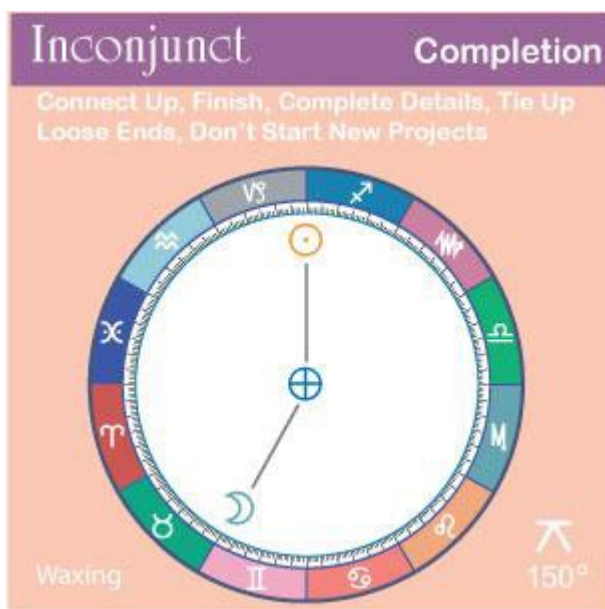 Inconjunct Completion
Connect Up, Finish, Complete Details, Tie Up
Loose Ends, Don't Start New Projects
Waxing 150°